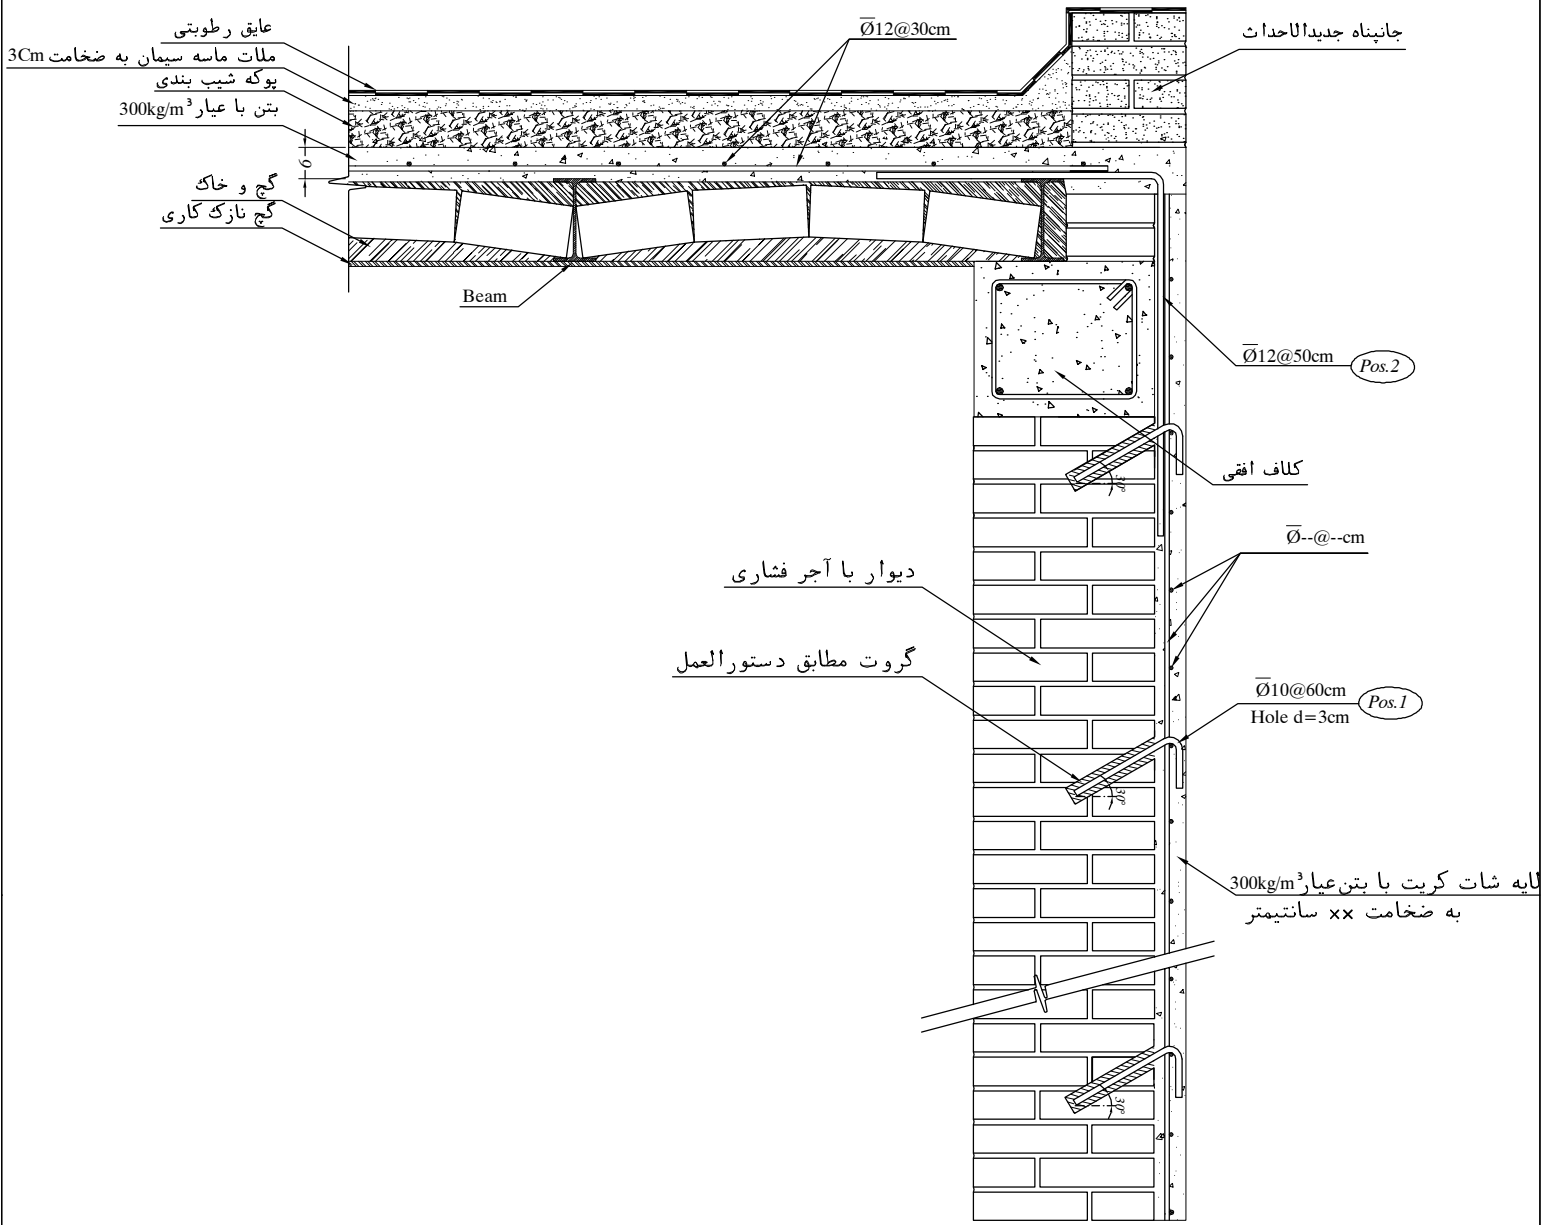 عایق رطوبتی
ملات ماسه سیمان به ضخامت 3Cm
پوکه شیب بندی
بتن با عیار 300kg/m³
6
گچ و خاک
گچ نازک کاری
Beam
Ø12@30cm
جانپناه جدیدالاحداث
Ø12@50cm
Pos.2
کلاف افقی
30°
Ø--@--cm
دیوار با آجر فشاری
گروت مطابق دستورالعمل
Ø10@60cm
Pos.1
Hole d=3cm
30°
لایه شات کریت با بتن عیار 300kg/m³
به ضخامت xx سانتیمتر
30°